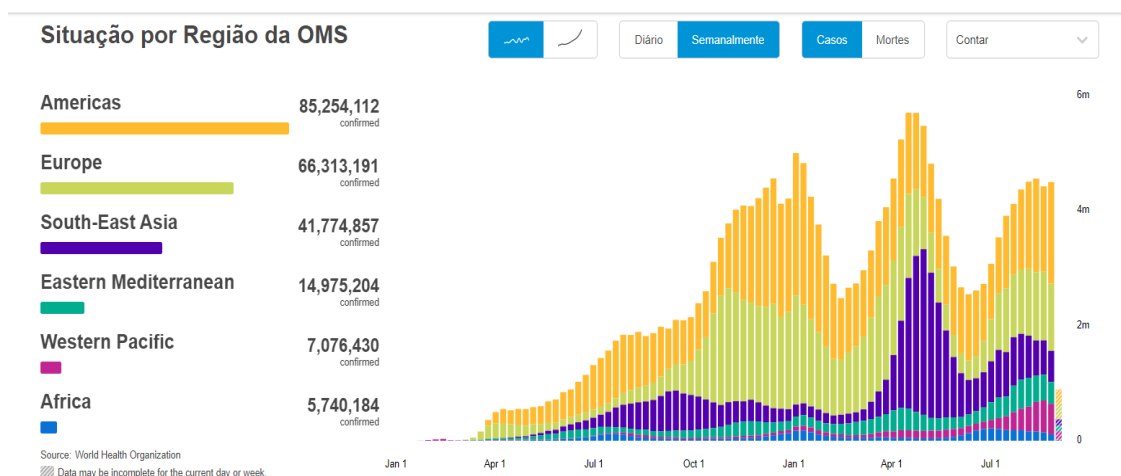 Situação por Região da OMS
Diário
Semanalmente
Casos
Mortes
Contar
Americas
85,254,112
confirmed
Europe
66,313,191
confirmed
South-East Asia
41,774,857
confirmed
Eastern Mediterranean
14,975,204
confirmed
Western Pacific
7,076,430
confirmed
Africa
5,740,184
confirmed
Source: World Health Organization
Data may be incomplete for the current day or week.
6m
4m
2m
0
Jan 1
Apr 1
Jul 1
Oct 1
Jan 1
Apr 1
Jul 1